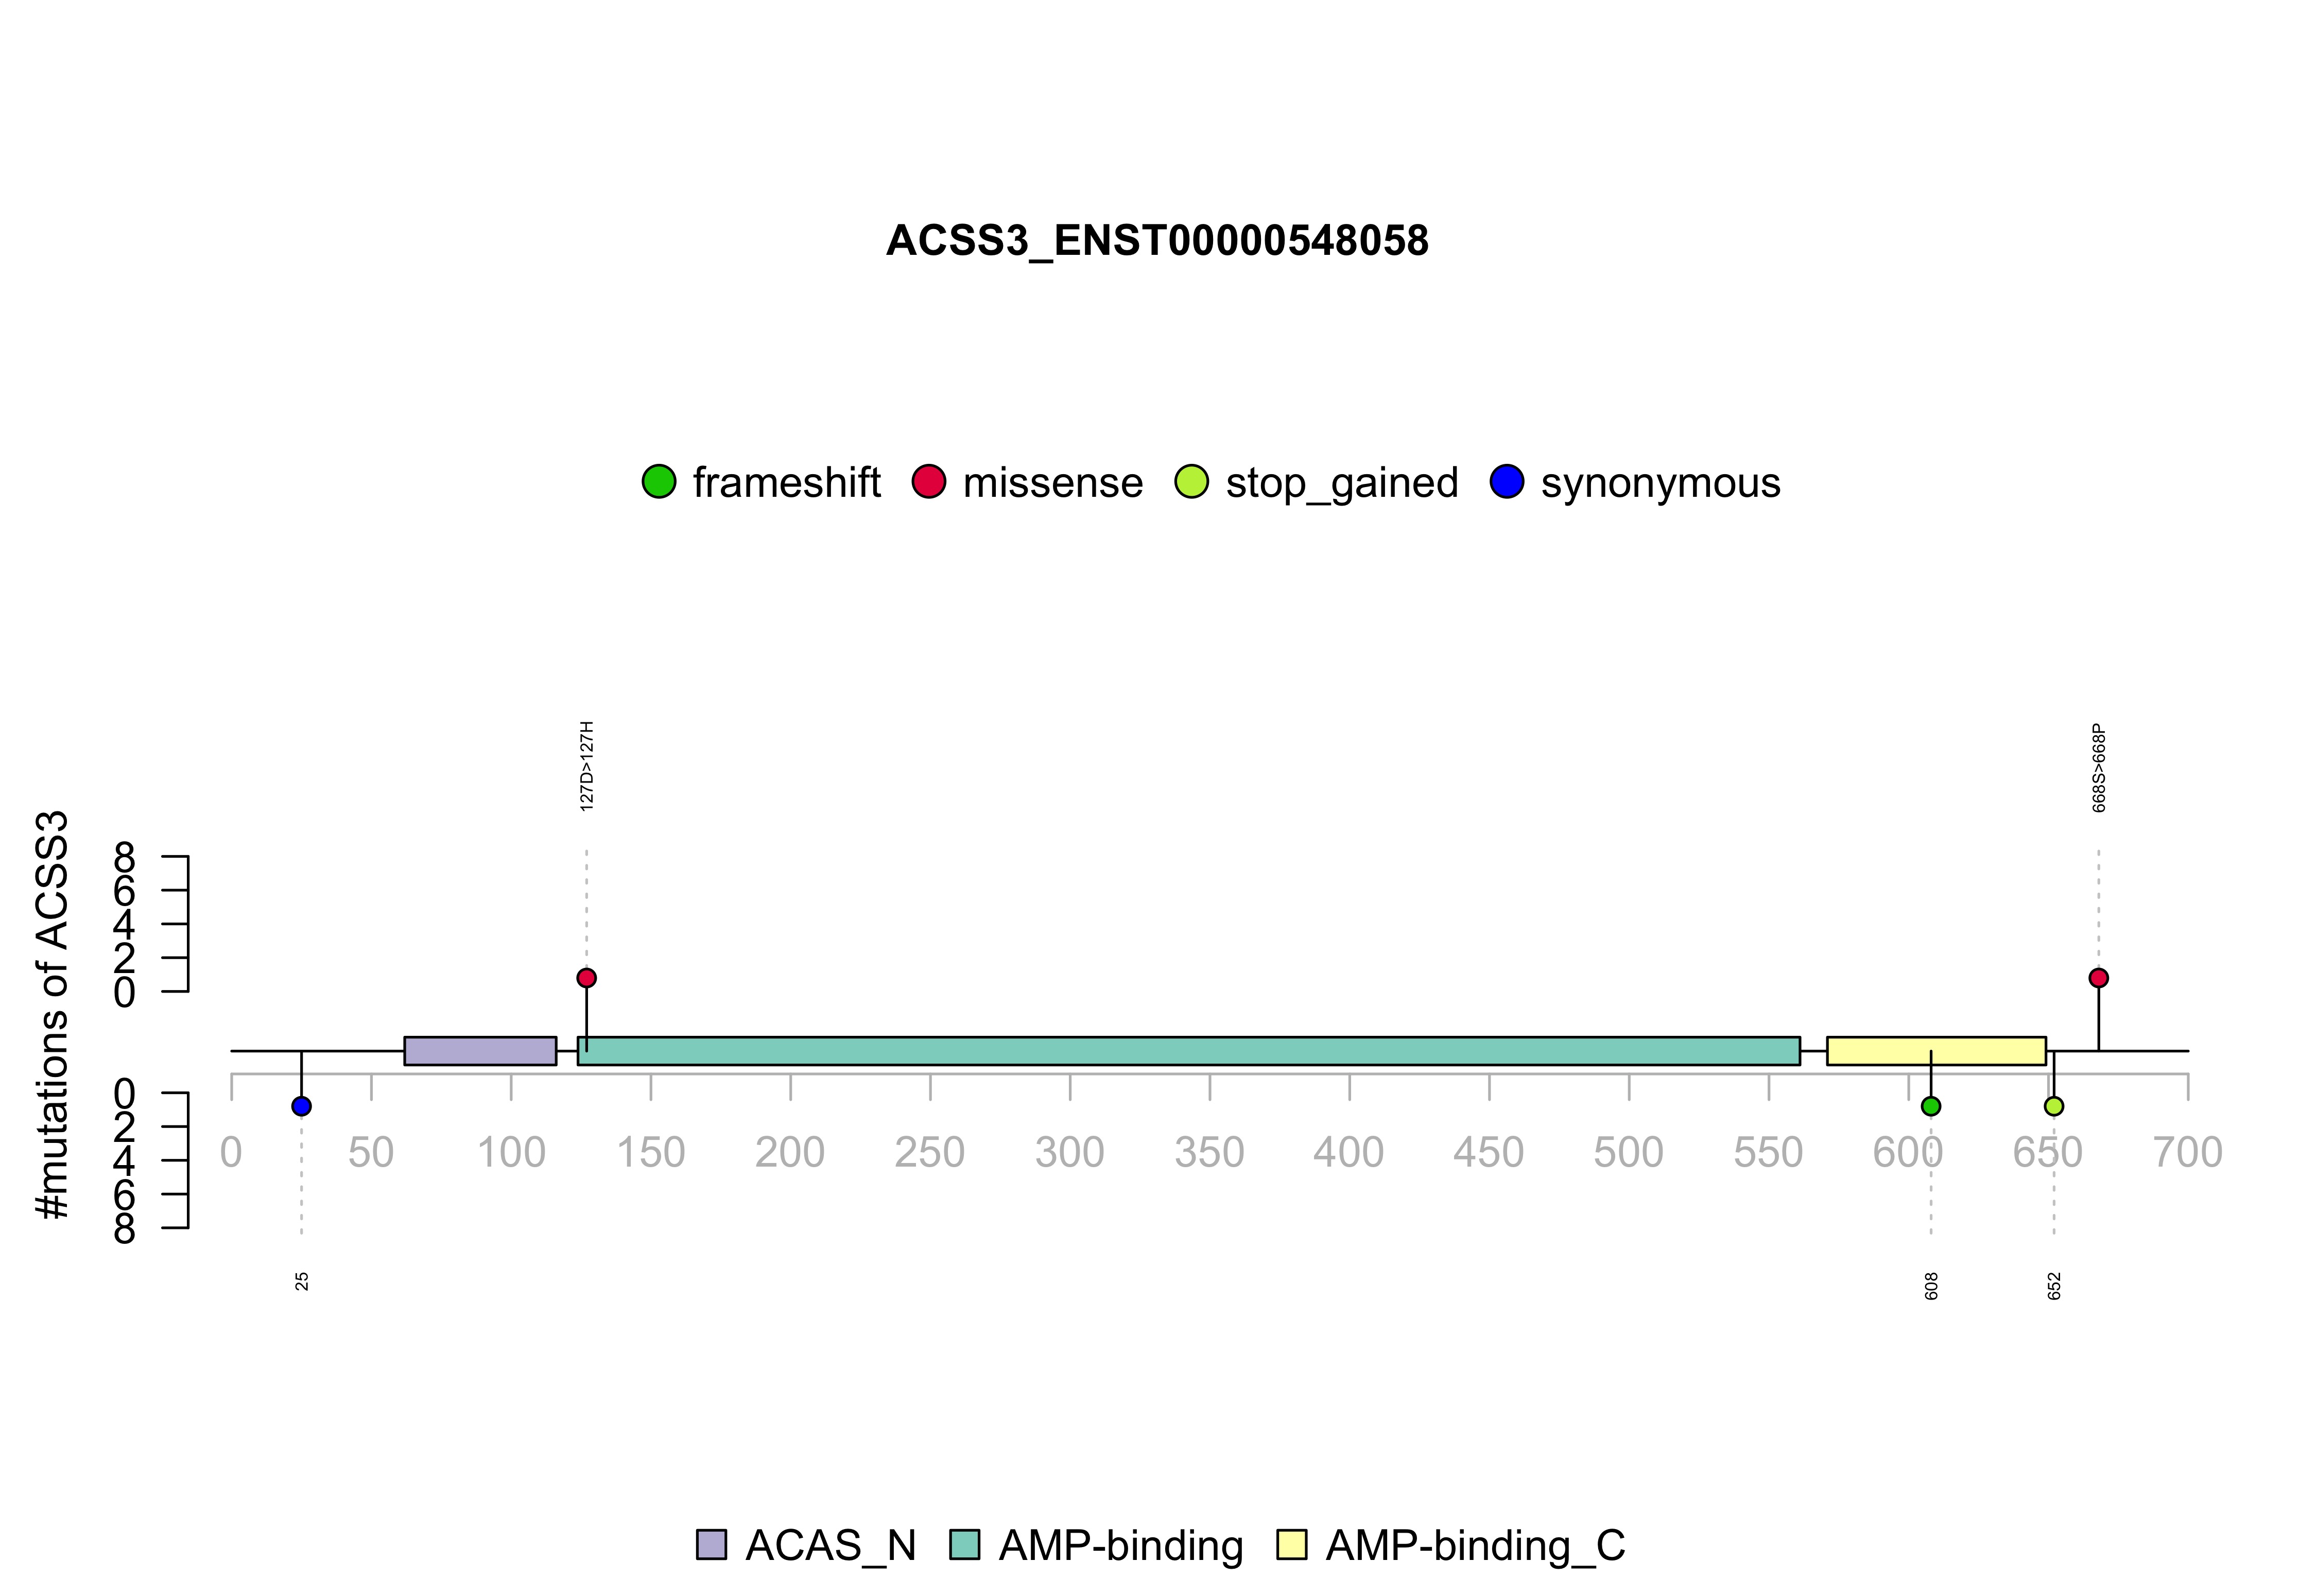 ACSS3_ENST00000548058
frameshift missense stop_gained synonymous
127D>127H
668S>668P
#mutations of ACSS3
8
6
4
2
0
0
2
4
6
8
0 50 100 150 200 250 300 350 400 450 500 550 600 650 700
25
608
652
ACAS_N AMP-binding AMP-binding_C